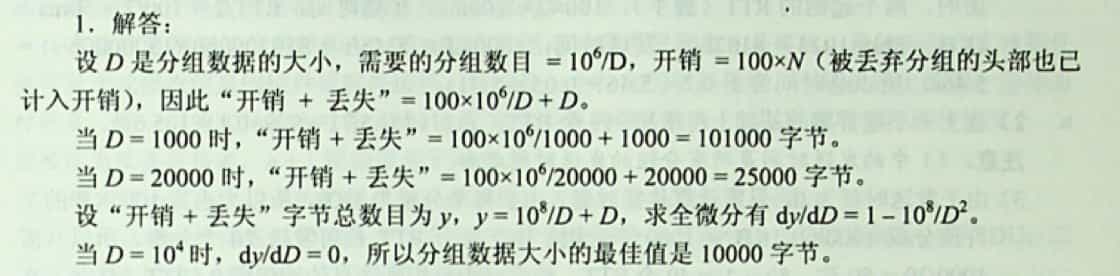 1. 解答：
设 D 是分组数据的大小，需要的分组数目 = 10⁶/D，开销 = 100×N（被丢弃分组的头部也已
计入开销），因此“开销 + 丢失” = 100×10⁶/D + D。
当 D = 1000 时，“开销 + 丢失” = 100×10⁶/1000 + 1000 = 101000 字节。
当 D = 20000 时，“开销 + 丢失” = 100×10⁶/20000 + 20000 = 25000 字节。
设“开销 + 丢失”字节总数目为 y，y = 10⁸/D + D，求全微分有 dy/dD = 1 – 10⁸/D²。
当 D = 10⁴ 时，dy/dD = 0，所以分组数据大小的最佳值是 10000 字节。